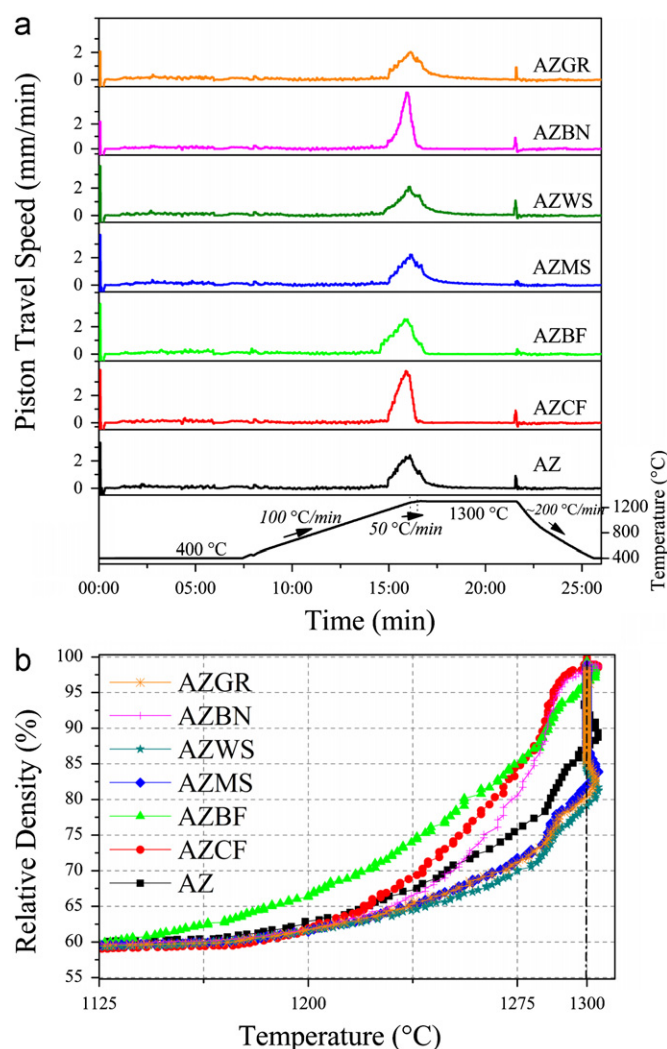 a
Piston Travel Speed (mm/min)
2
0
AZGR
4
2
0
AZBN
2
0
AZWS
2
0
AZMS
2
0
AZBF
2
0
AZCF
2
0
AZ
400 °C
100 °C/min
50 °C/min
1300 °C
~200 °C/min
1200
800
400
Temperature (°C)
00:00 05:00 10:00 15:00 20:00 25:00
Time (min)
b
Relative Density (%)
100
95
90
85
80
75
70
65
60
55
AZGR
AZBN
AZWS
AZMS
AZBF
AZCF
AZ
1125 1200 1275 1300
Temperature (°C)